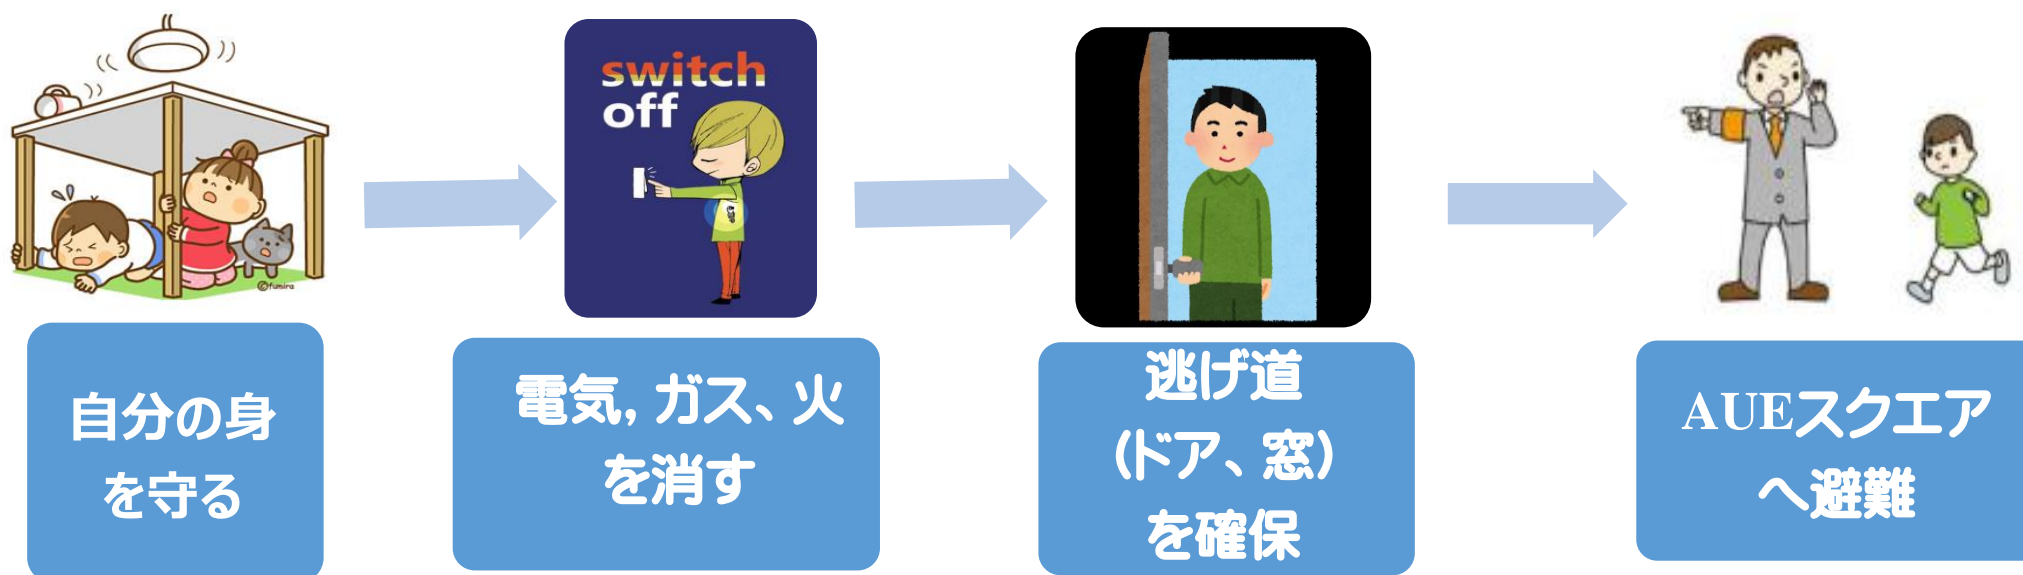 switch
off
©fumira
自分の身
を守る
電気,ガス、火
を消す
逃げ道
(ドア、窓)
を確保
AUEスクエア
へ避難